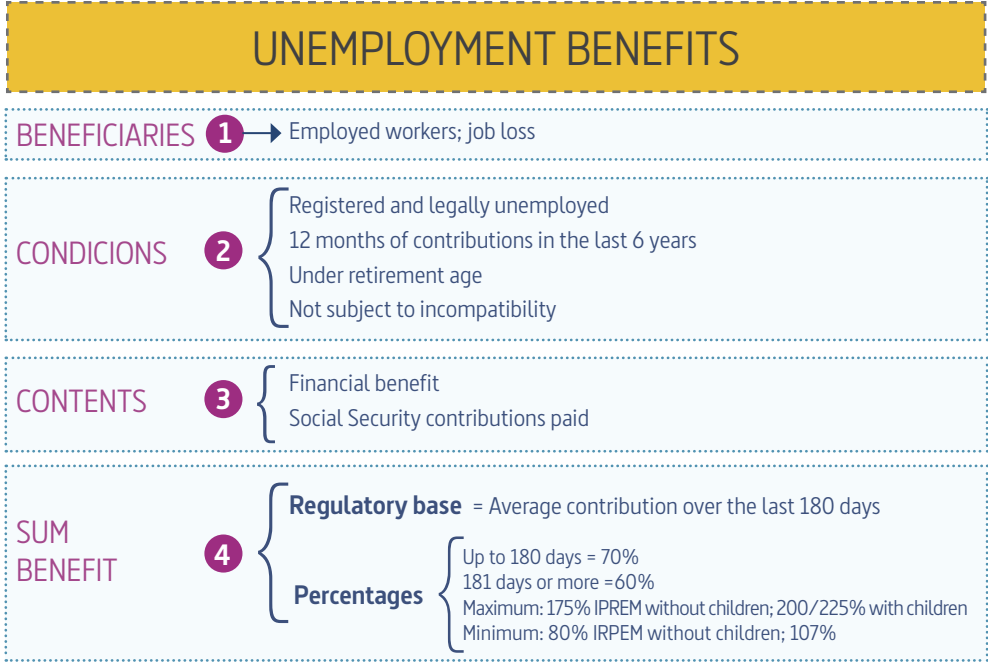 UNEMPLOYMENT BENEFITS
BENEFICIARIES 1 Employed workers; job loss
CONDICIONS 2
Registered and legally unemployed
12 months of contributions in the last 6 years
Under retirement age
Not subject to incompatibility
CONTENTS 3
Financial benefit
Social Security contributions paid
SUM
BENEFIT
4
Regulatory base = Average contribution over the last 180 days
Percentages
Up to 180 days = 70%
181 days or more =60%
Maximum: 175% IPREM without children; 200/225% with children
Minimum: 80% IRPEM without children; 107%